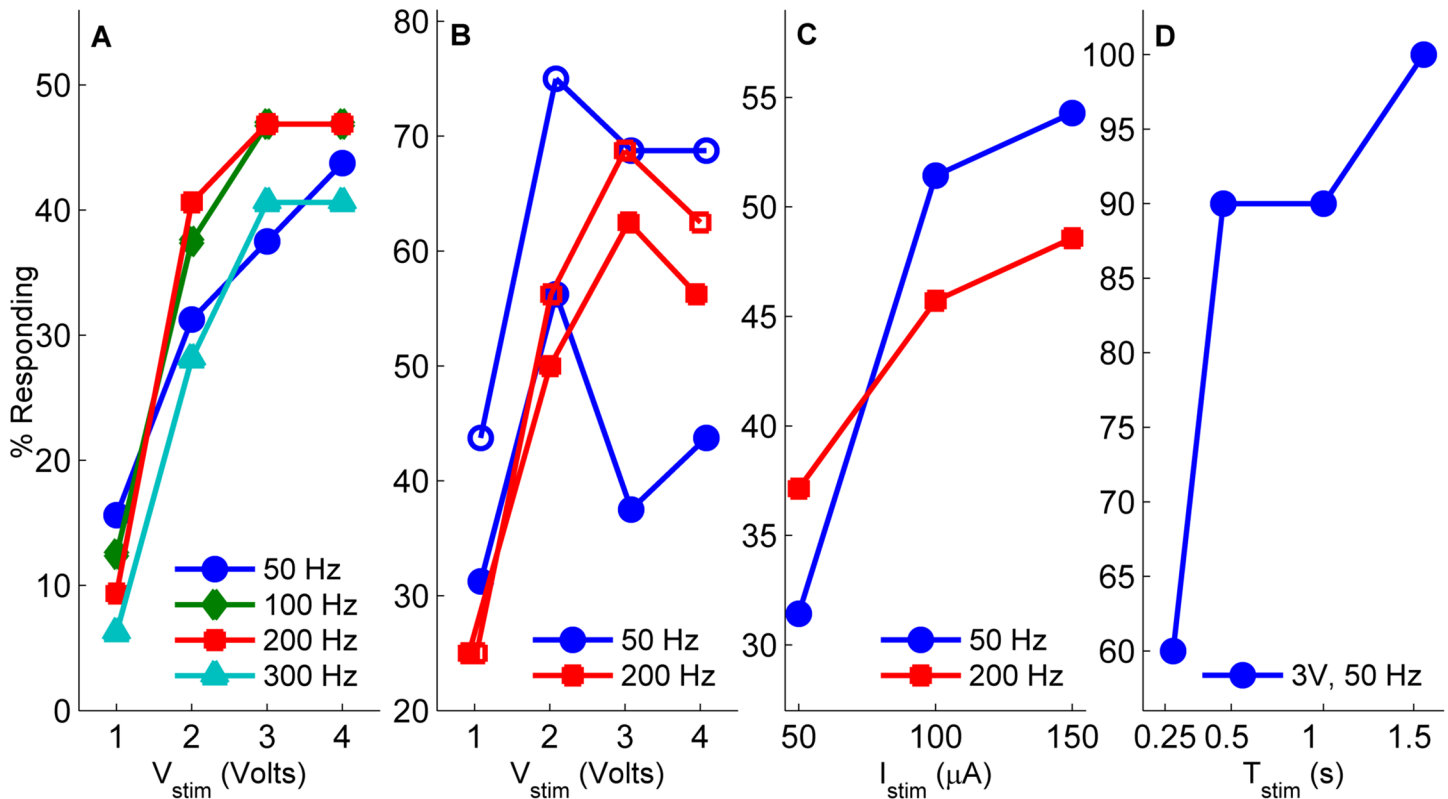 % Responding
A
50
40
30
20
10
0
1 2 3 4
V_stim (Volts)
50 Hz
100 Hz
200 Hz
300 Hz
B
80
70
60
50
40
30
20
1 2 3 4
V_stim (Volts)
50 Hz
200 Hz
C
55
50
45
40
35
30
50 100 150
I_stim (μA)
50 Hz
200 Hz
D
100
95
90
85
80
75
70
65
60
0.25 0.5 1 1.5
T_stim (s)
3V, 50 Hz